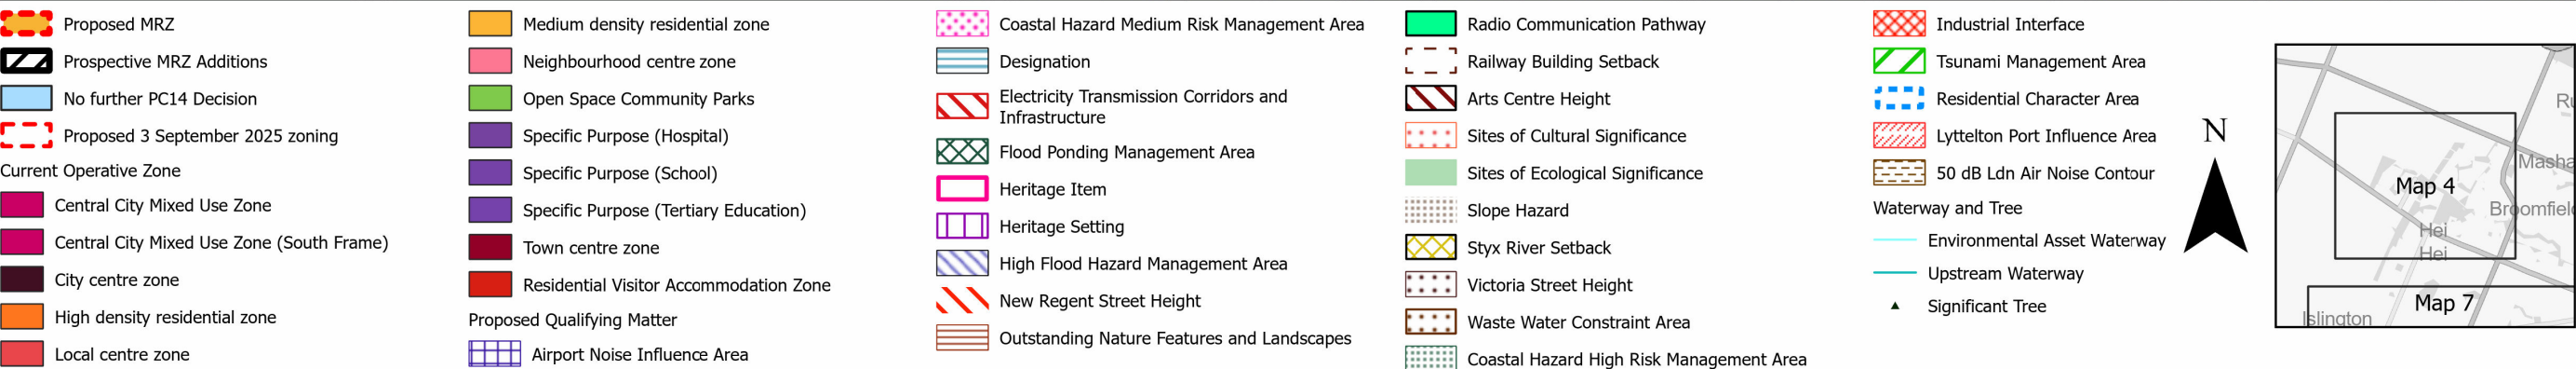 Proposed MRZ
Prospective MRZ Additions
No further PC14 Decision
Proposed 3 September 2025 zoning
Current Operative Zone
Central City Mixed Use Zone
Central City Mixed Use Zone (South Frame)
City centre zone
High density residential zone
Local centre zone
Medium density residential zone
Neighbourhood centre zone
Open Space Community Parks
Specific Purpose (Hospital)
Specific Purpose (School)
Specific Purpose (Tertiary Education)
Town centre zone
Residential Visitor Accommodation Zone
Proposed Qualifying Matter
Airport Noise Influence Area
Coastal Hazard Medium Risk Management Area
Designation
Electricity Transmission Corridors and
Infrastructure
Flood Ponding Management Area
Heritage Item
Heritage Setting
High Flood Hazard Management Area
New Regent Street Height
Outstanding Nature Features and Landscapes
Radio Communication Pathway
Railway Building Setback
Arts Centre Height
Sites of Cultural Significance
Sites of Ecological Significance
Slope Hazard
Styx River Setback
Victoria Street Height
Waste Water Constraint Area
Coastal Hazard High Risk Management Area
Industrial Interface
Tsunami Management Area
Residential Character Area
Lyttelton Port Influence Area
50 dB Ldn Air Noise Contour
Waterway and Tree
Environmental Asset Waterway
Upstream Waterway
Significant Tree
N
Ru
Masha
Map 4
Broomfield
Hei
Hei
Map 7
Islington